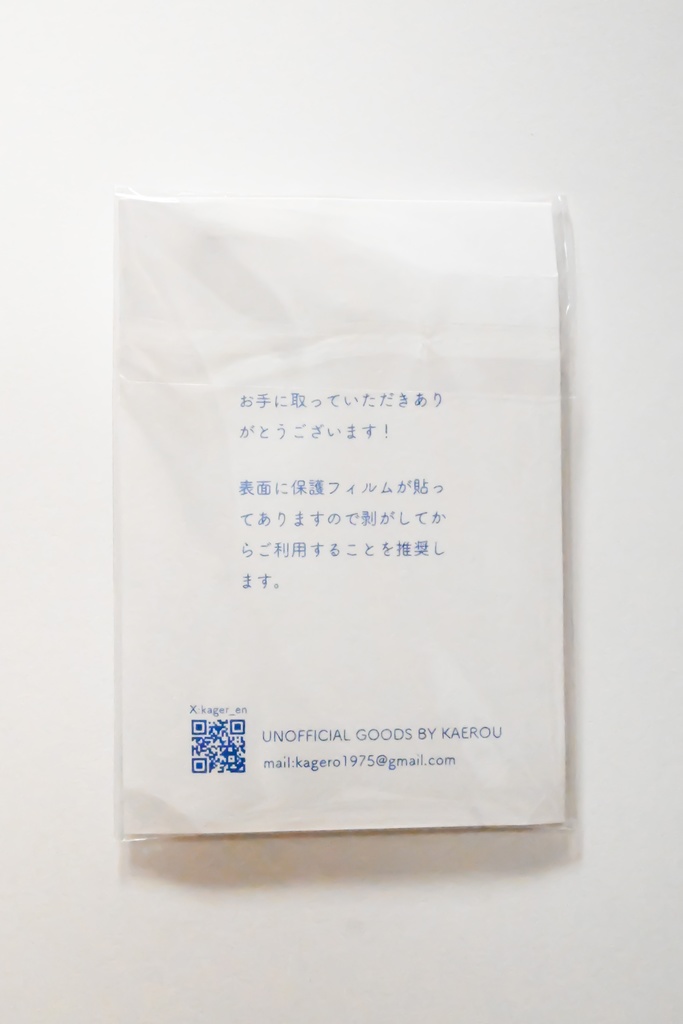 お手に取っていただきあり
がとうございます！
表面に保護フィルムが貼っ
てありますので剥がしてか
らご利用することを推奨し
ます。
X:kager_en
UNOFFICIAL GOODS BY KAEROU
mail:kagero1975@gmail.com